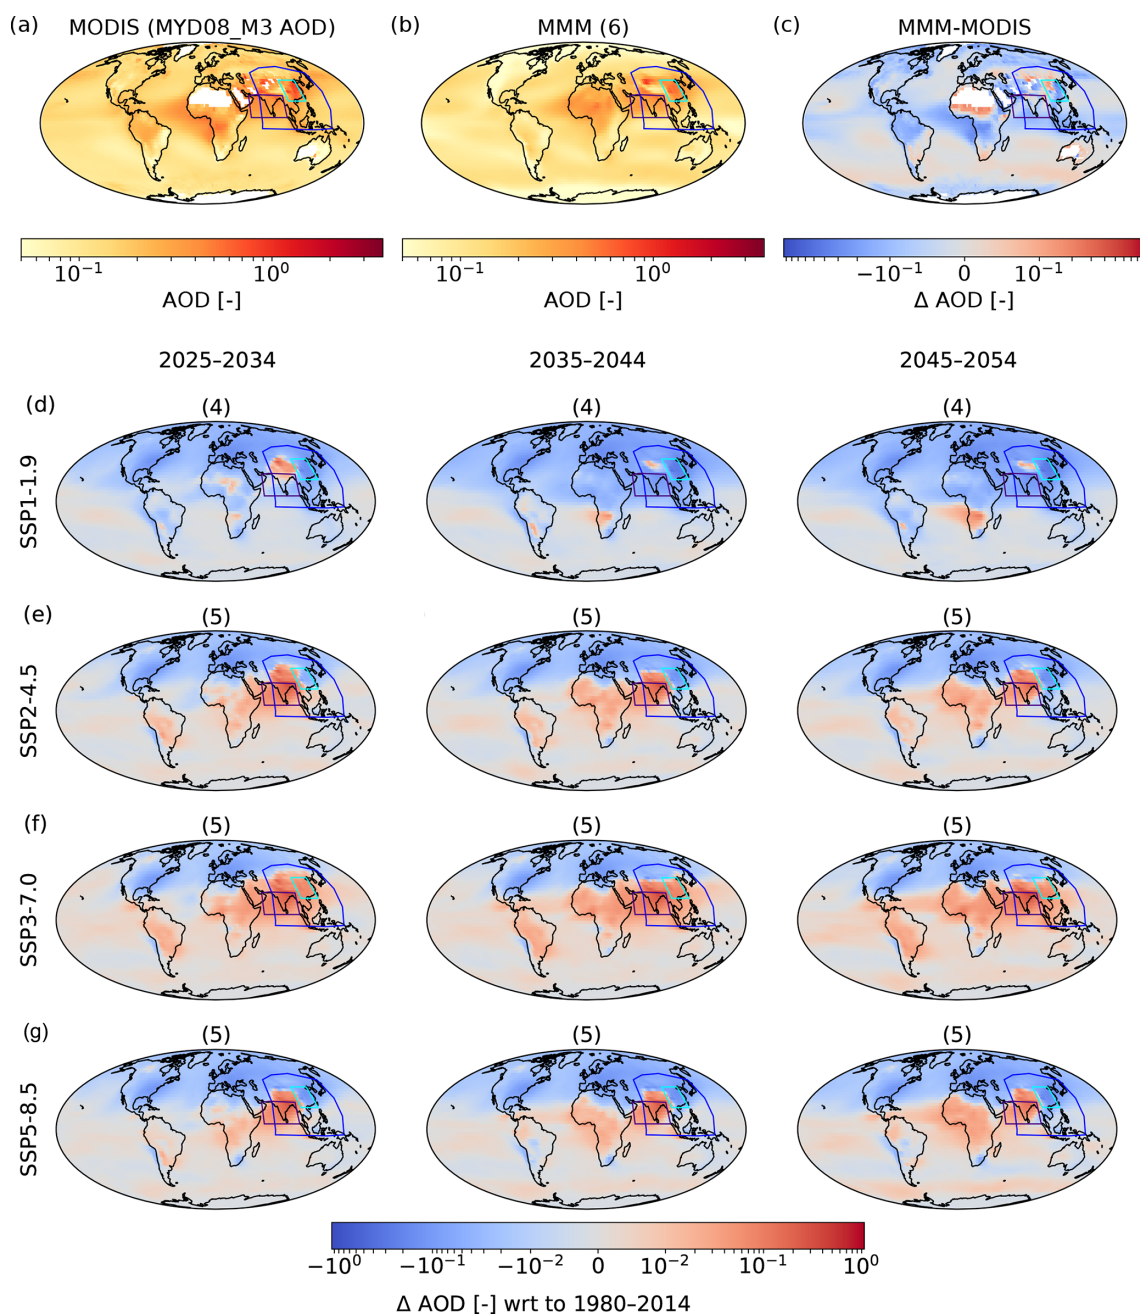 (a) MODIS (MYD08_M3 AOD) (b) MMM (6) (c) MMM-MODIS
10⁻¹ 10⁰ 10⁻¹ 10⁰ −10⁻¹ 0 10⁻¹
AOD [-] AOD [-] Δ AOD [-]
2025–2034 2035–2044 2045–2054
(d) (4) (4) (4)
SSP1-1.9
(e) (5) (5) (5)
SSP2-4.5
(f) (5) (5) (5)
SSP3-7.0
(g) (5) (5) (5)
SSP5-8.5
−10⁰ −10⁻¹ −10⁻² 0 10⁻² 10⁻¹ 10⁰
Δ AOD [-] wrt to 1980–2014